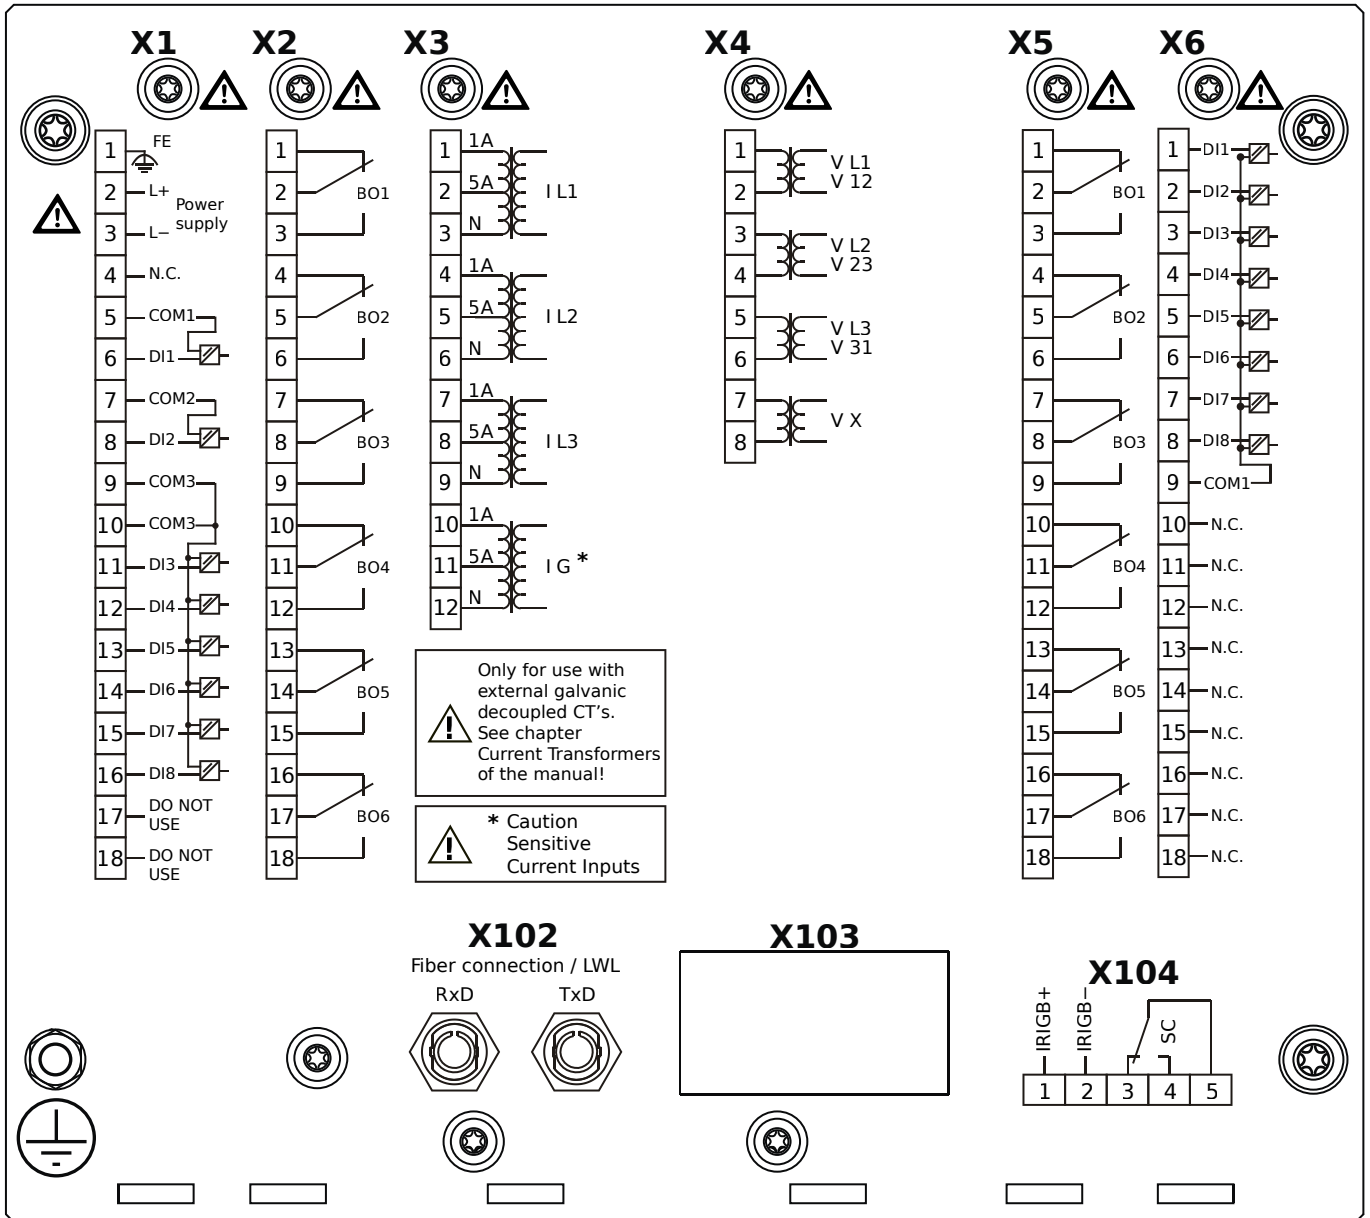 X1 X2 X3 X4 X5 X6
1 FE
2 L+
Power
supply
3 L−
4 N.C.
5 COM1
6 DI1
7 COM2
8 DI2
9 COM3
10 COM3
11 DI3
12 DI4
13 DI5
14 DI6
15 DI7
16 DI8
17 DO NOT
USE
18 DO NOT
USE
1
2 BO1
3
4
5 BO2
6
7
8 BO3
9
10
11 BO4
12
13
14 BO5
15
16
17 BO6
18
1 1A
2 5A I L1
3 N
4 1A
5 5A I L2
6 N
7 1A
8 5A I L3
9 N
10 1A
11 5A I G *
12 N
Only for use with
external galvanic
decoupled CT's.
See chapter
Current Transformers
of the manual!
* Caution
Sensitive
Current Inputs
1 V L1
2 V 12
3 V L2
4 V 23
5 V L3
6 V 31
7 V X
8
1
2 BO1
3
4
5 BO2
6
7
8 BO3
9
10
11 BO4
12
13
14 BO5
15
16
17 BO6
18
1 DI1
2 DI2
3 DI3
4 DI4
5 DI5
6 DI6
7 DI7
8 DI8
9 COM1
10 N.C.
11 N.C.
12 N.C.
13 N.C.
14 N.C.
15 N.C.
16 N.C.
17 N.C.
18 N.C.
X102
Fiber connection / LWL
RxD TxD
X103
X104
IRIGB+
IRIGB−
SC
1 2 3 4 5